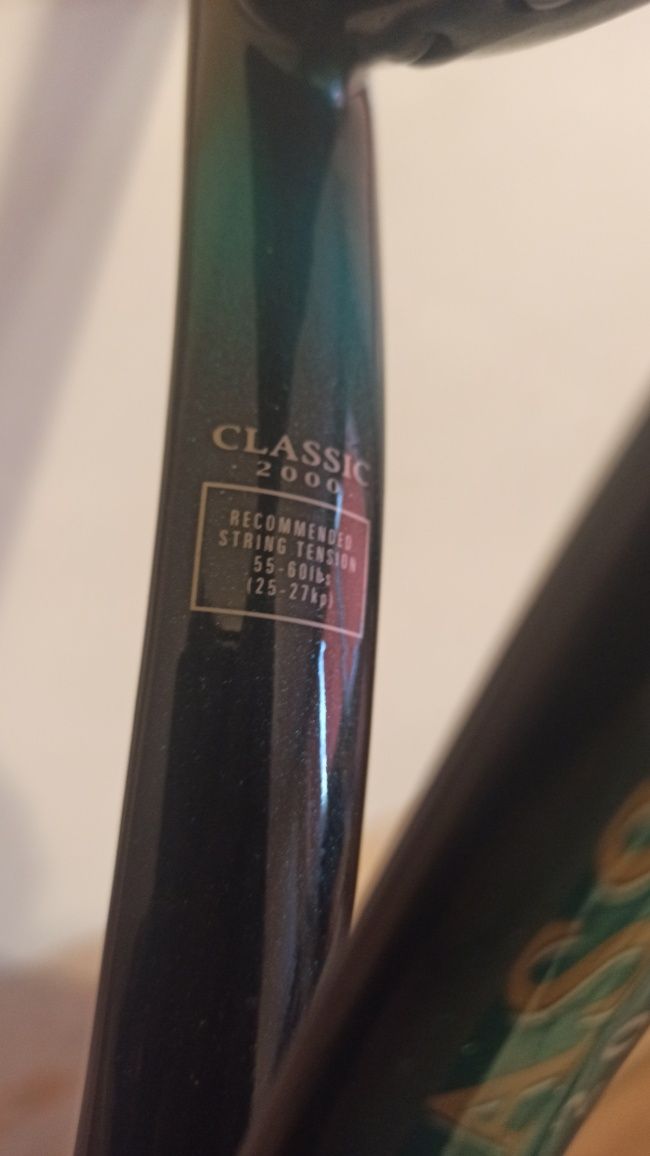 CLASSIC
2000
RECOMMENDED
STRING TENSION
55-60lbs
(25-27kp)